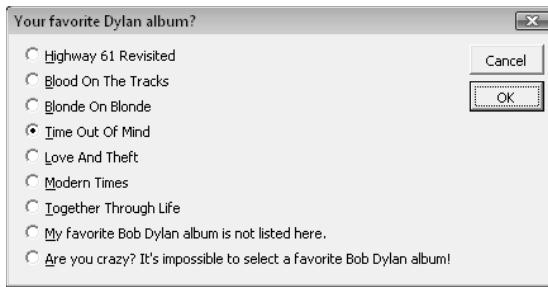 Your favorite Dylan album?
Highway 61 Revisited
Blood On The Tracks
Blonde On Blonde
Time Out Of Mind
Love And Theft
Modern Times
Together Through Life
My favorite Bob Dylan album is not listed here.
Are you crazy? It's impossible to select a favorite Bob Dylan album!
Cancel
OK